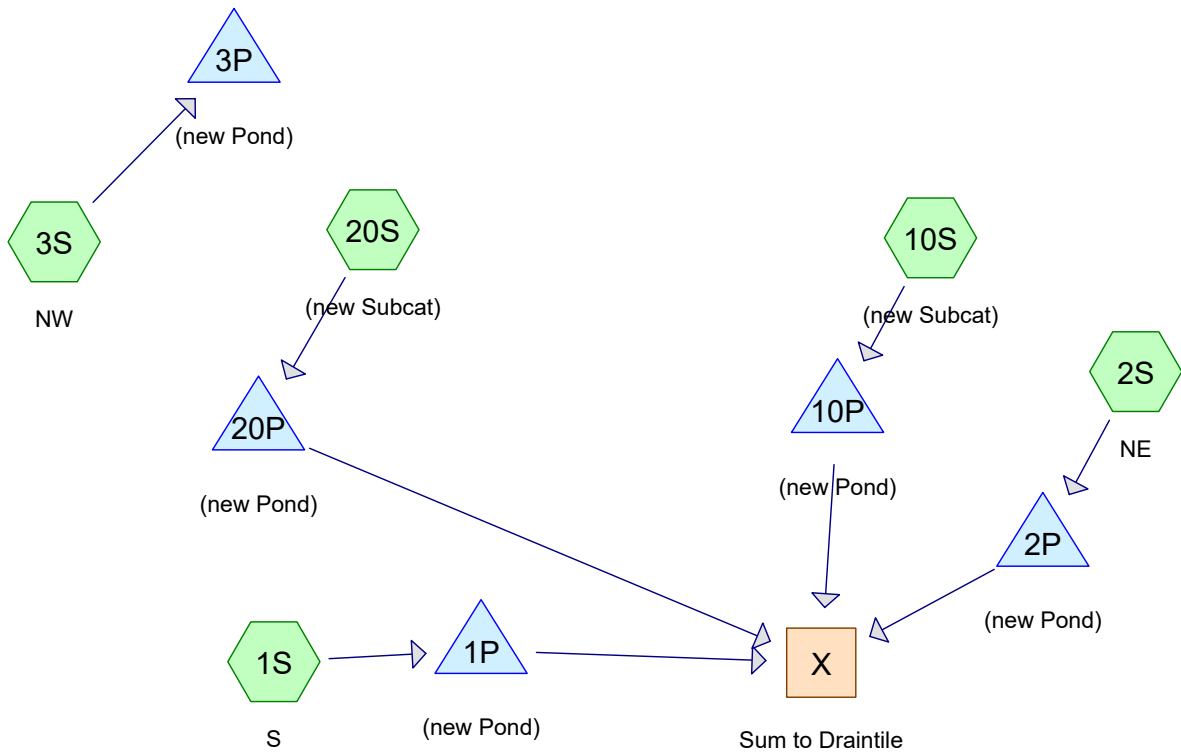 3P
(new Pond)
3S
NW
20S
(new Subcat)
10S
(new Subcat)
2S
NE
20P
(new Pond)
10P
(new Pond)
2P
(new Pond)
1S
S
1P
(new Pond)
X
Sum to Draintile